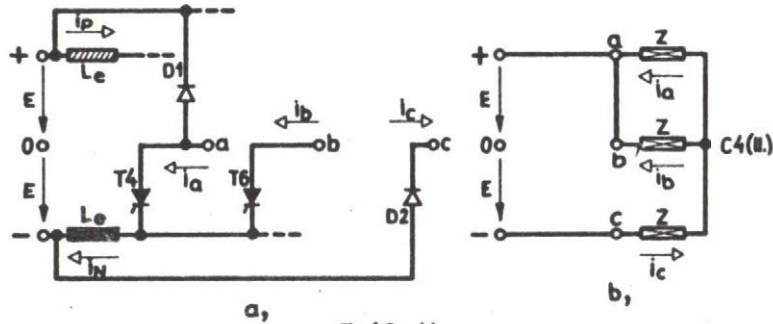 iP
+
Le
D1
E
0
a
ia
ib
b
ic
c
T4
T6
E
D2
-
Le
iN
a,
+
a
Z
ia
E
0
b
Z
ib
C4(II.)
E
-
c
Z
ic
b,